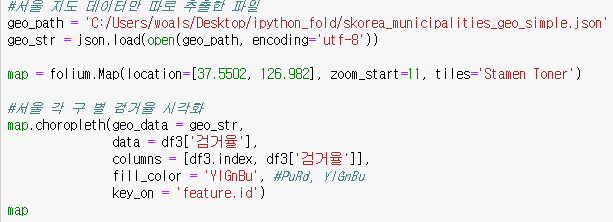 #서울 지도 데이터만 따로 추출한 파일
geo_path = 'C:/Users/woals/Desktop/ipython_fold/skorea_municipalities_geo_simple.json'
geo_str = json.load(open(geo_path, encoding='utf-8'))
map = folium.Map(location=[37.5502, 126.982], zoom_start=11, tiles='Stamen Toner')
#서울 각 구 별 검거율 시각화
map.choropleth(geo_data = geo_str,
data = df3['검거율'],
columns = [df3.index, df3['검거율']],
fill_color = 'YlGnBu', #PuRd, YlGnBu
key_on = 'feature.id')
map